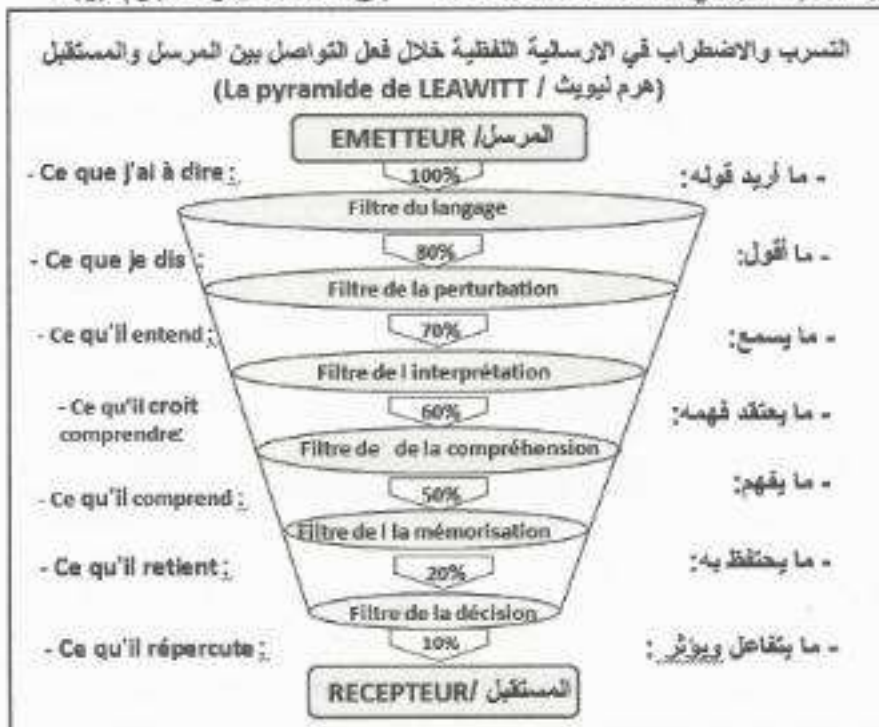 التسرب والاضطراب في الارسالية اللفظية خلال فعل التواصل بين المرسل والمستقبل
(هرم ليويث / La pyramide de LEAWITT)
EMETTEUR /المرسل
- Ce que j'ai à dire : 100% - ما أريد قوله:
Filtre du langage
- Ce que je dis : 80% - ما أقول:
Filtre de la perturbation
- Ce qu'il entend : 70% - ما يسمع:
Filtre de l interprétation
- Ce qu'il croit comprendre: 60% - ما يعتقد فهمه:
Filtre de de la compréhension
- Ce qu'il comprend : 50% - ما يفهم:
Filtre de l la mémorisation
- Ce qu'il retient : 20% - ما يحتفظ به:
Filtre de la décision
- Ce qu'il répercute : 10% - ما يتفاعل ويؤثر :
RECEPTEUR /المستقبل